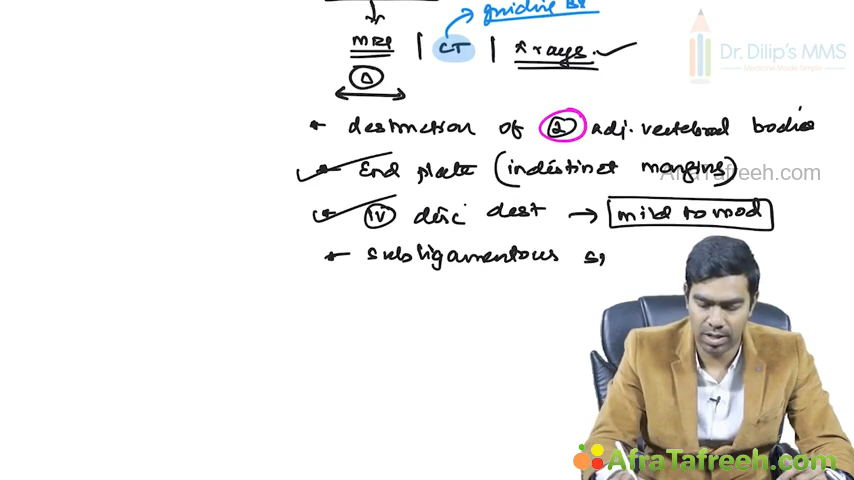 guiding Bx
MRI | CT | X rays.
Δ
* destruction of 2 adj. vertebral bodies
* End plate (indistinct margins)
* IV disc dest → mild to mod
* subligamentous s,
Dr. Dilip's MMS
Medicine Made Simple
AfraTafreeh.com
AfraTafreeh.com